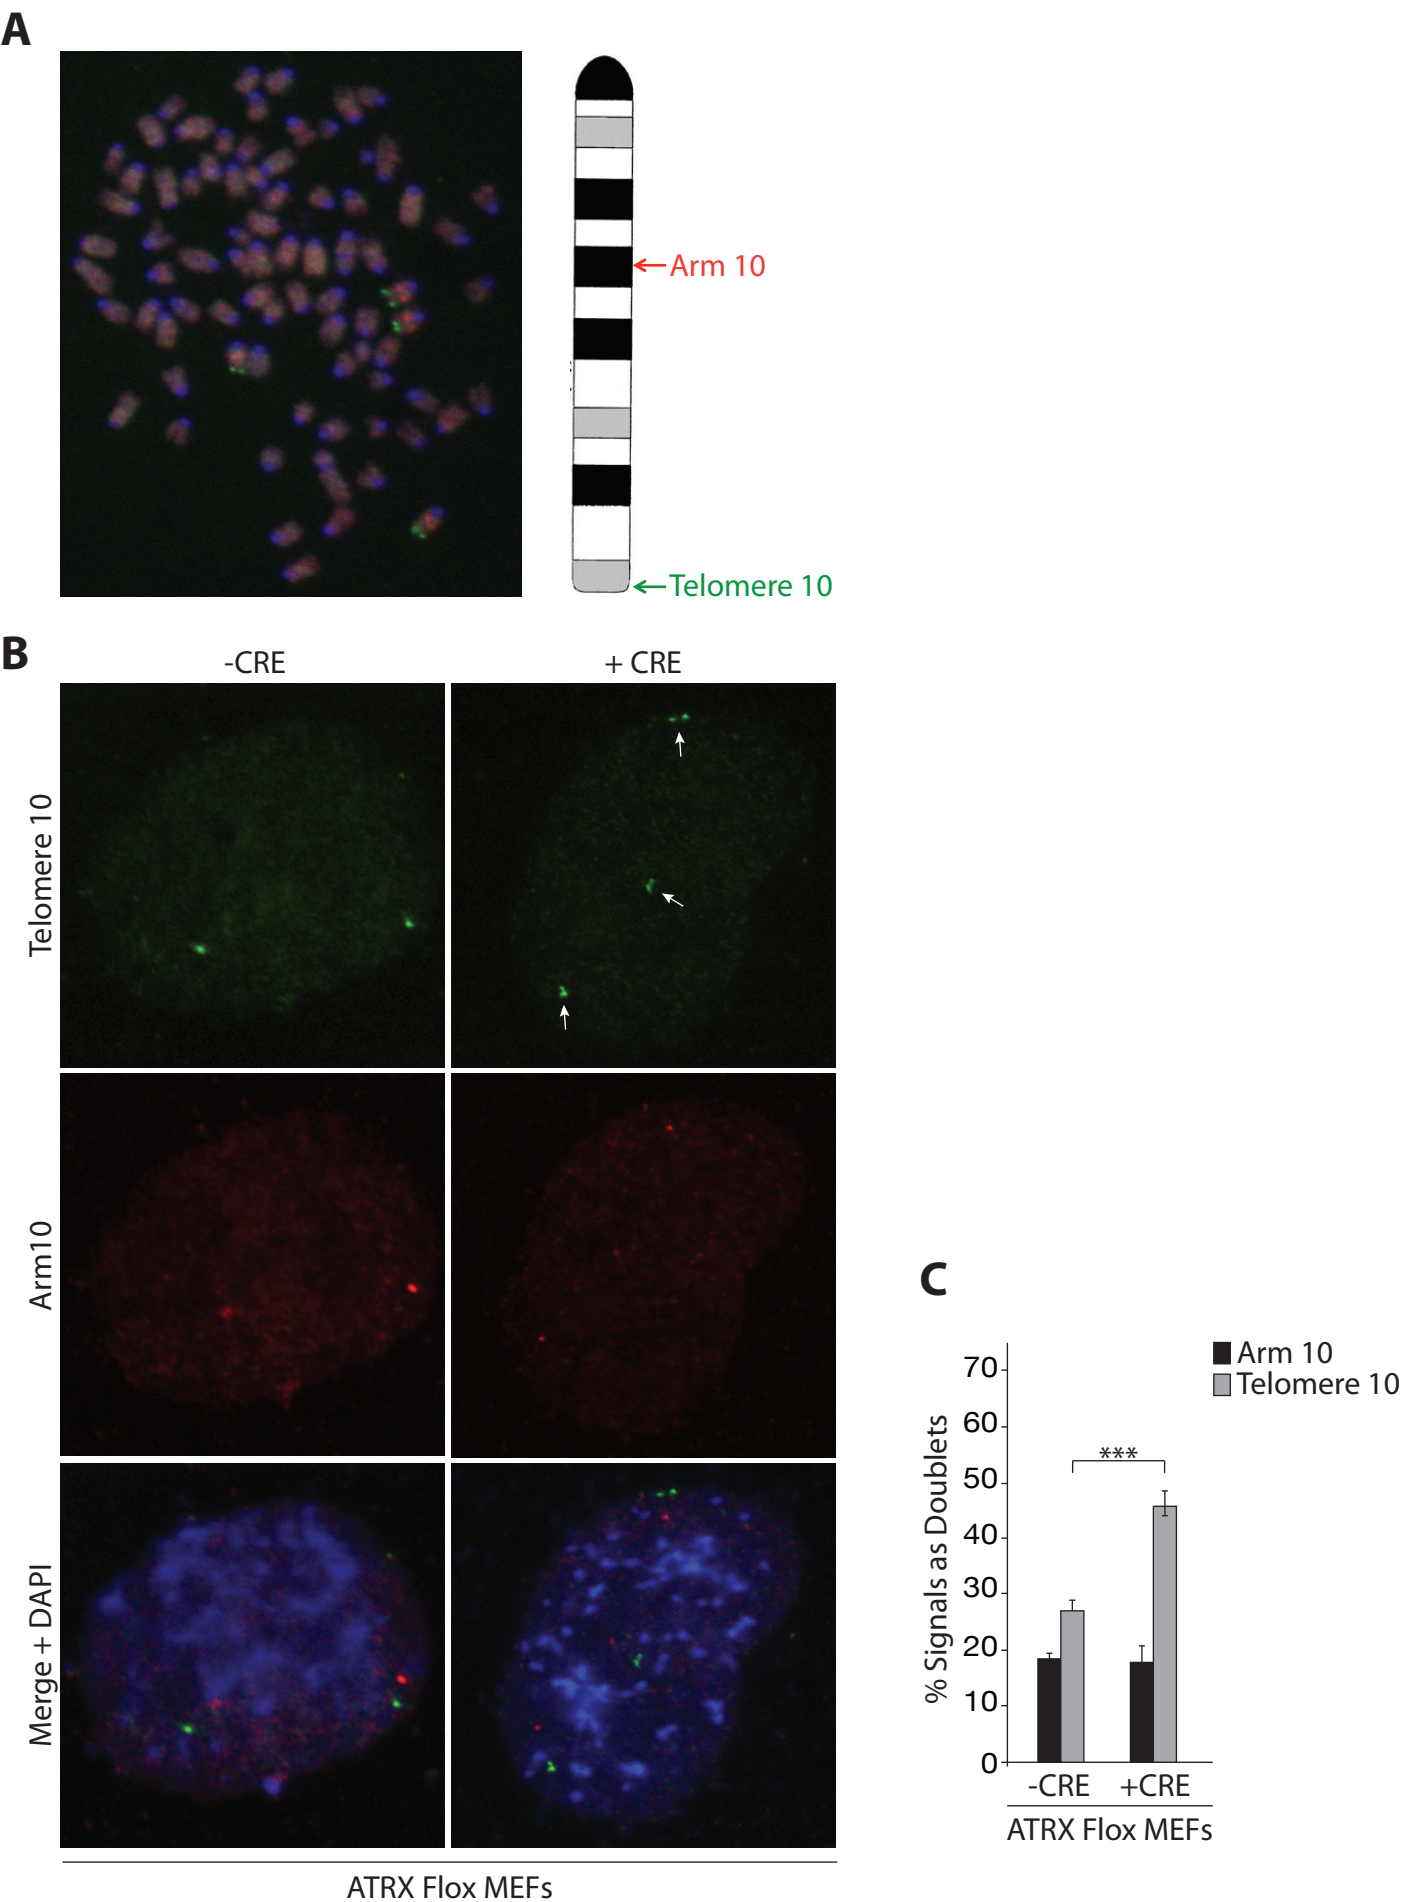 A
Arm 10
Telomere 10
B
-CRE
+ CRE
Telomere 10
Arm10
Merge + DAPI
ATRX Flox MEFs
C
Arm 10
Telomere 10
% Signals as Doublets
70
60
50
40
30
20
10
0
***
-CRE
+CRE
ATRX Flox MEFs